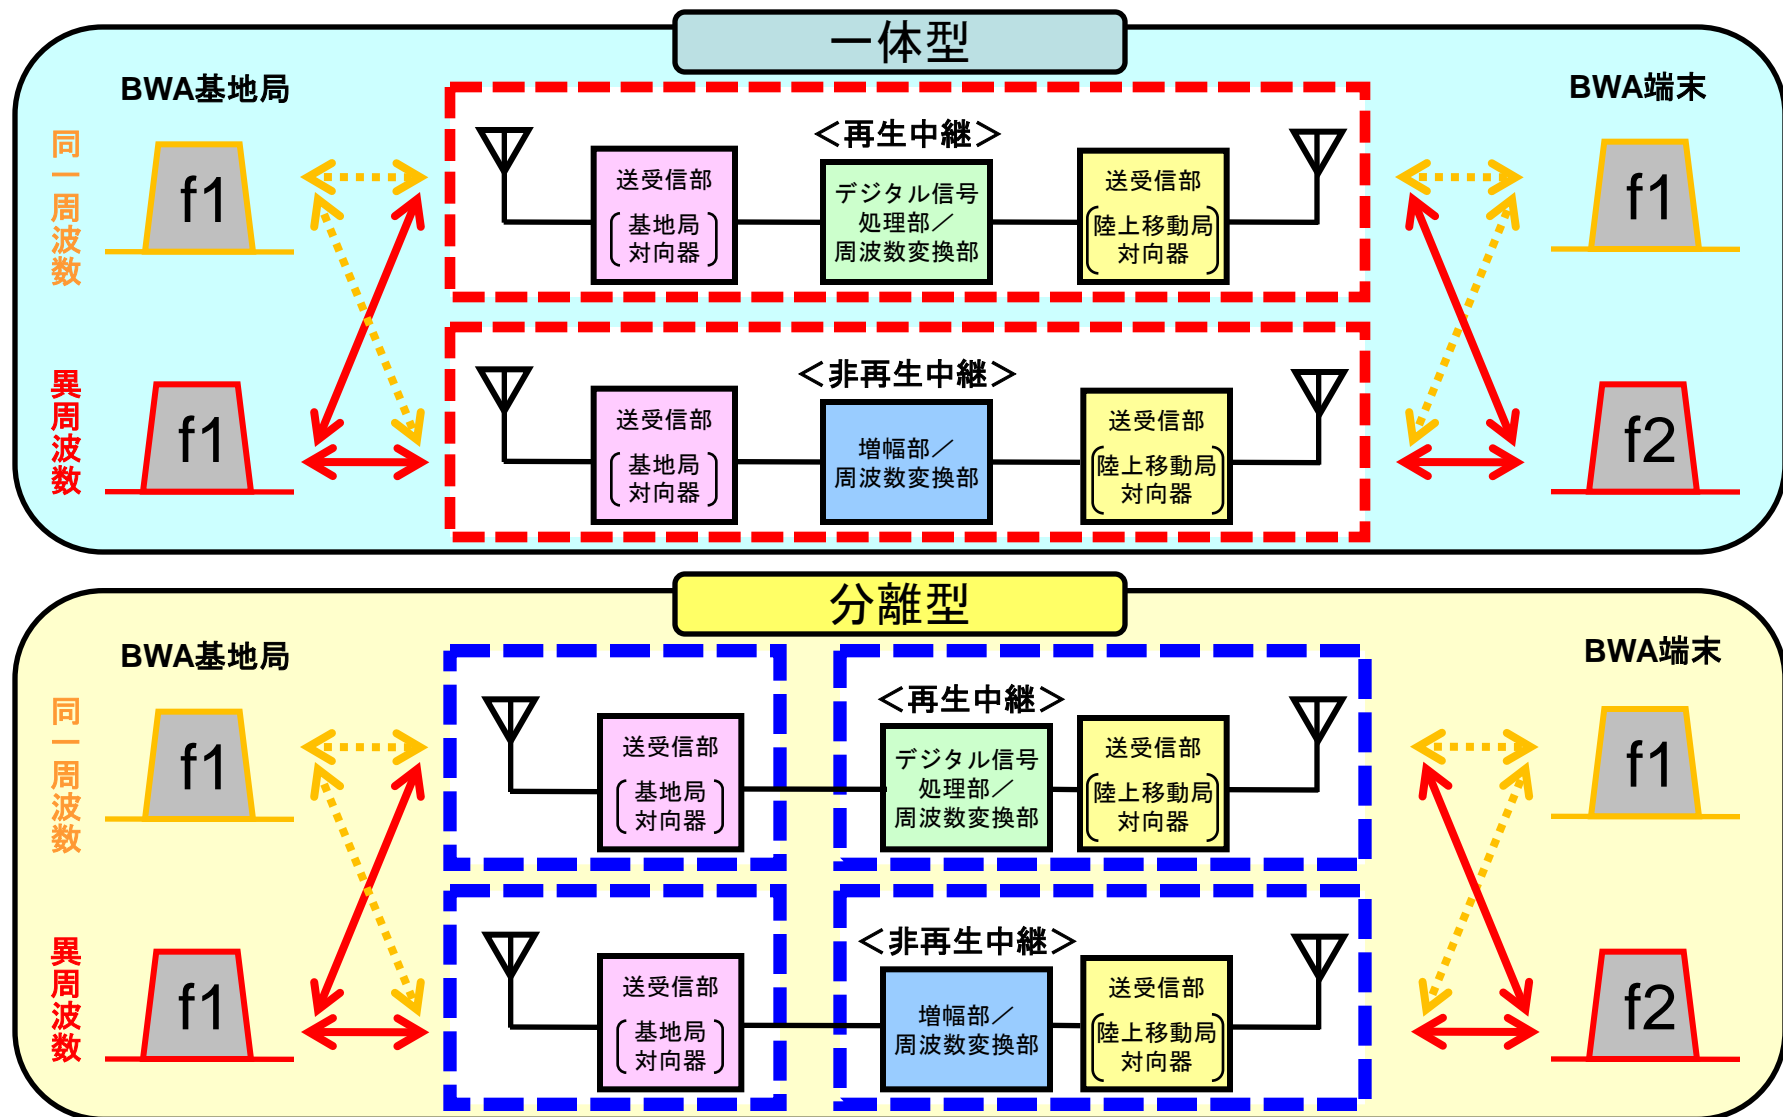 一体型
BWA基地局
BWA端末
同一周波数
f1
＜再生中継＞
送受信部
基地局
対向器
デジタル信号
処理部／
周波数変換部
送受信部
陸上移動局
対向器
f1
異周波数
f1
＜非再生中継＞
送受信部
基地局
対向器
増幅部／
周波数変換部
送受信部
陸上移動局
対向器
f2
分離型
BWA基地局
BWA端末
同一周波数
f1
＜再生中継＞
送受信部
基地局
対向器
デジタル信号
処理部／
周波数変換部
送受信部
陸上移動局
対向器
f1
異周波数
f1
＜非再生中継＞
送受信部
基地局
対向器
増幅部／
周波数変換部
送受信部
陸上移動局
対向器
f2